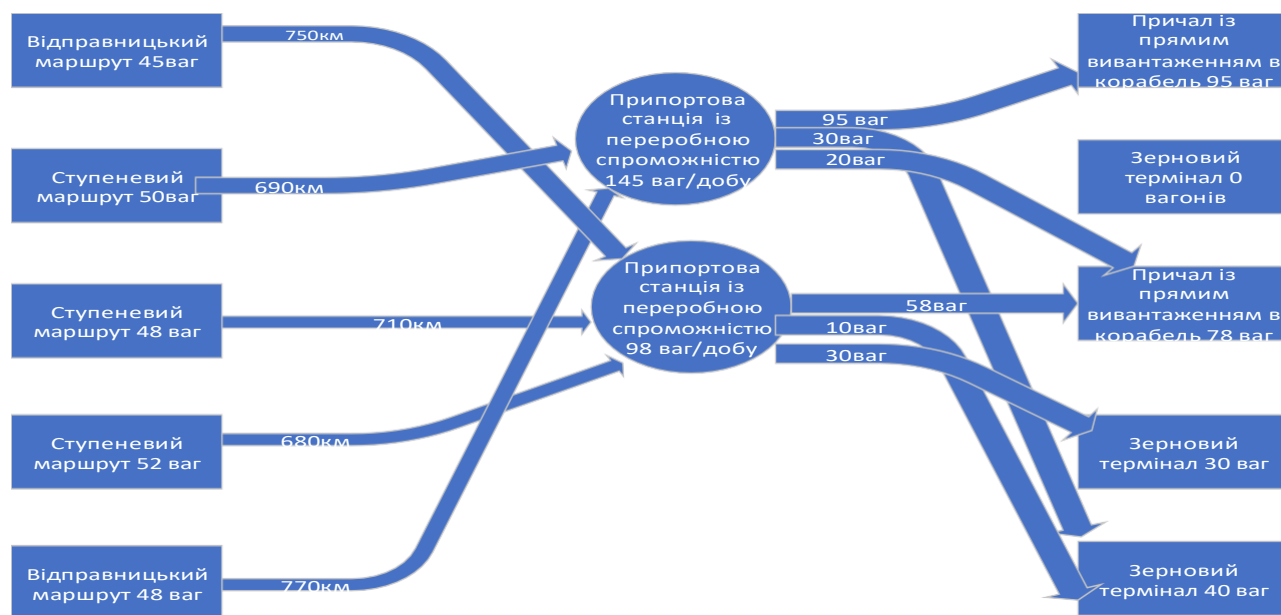 Відправницький
маршрут 45ваг
Ступеневий
маршрут 50ваг
Ступеневий
маршрут 48 ваг
Ступеневий
маршрут 52 ваг
Відправницький
маршрут 48 ваг
750км
690км
710км
680км
770км
Припортова
станція із
переробною
спроможністю
145 ваг/добу
Припортова
станція із
переробною
спроможністю
98 ваг/добу
95 ваг
30ваг
20ваг
58ваг
10ваг
30ваг
Причал із
прямим
вивантаженням в
корабель 95 ваг
Зерновий
термінал 0
вагонів
Причал із
прямим
вивантаженням в
корабель 78 ваг
Зерновий
термінал 30 ваг
Зерновий
термінал 40 ваг